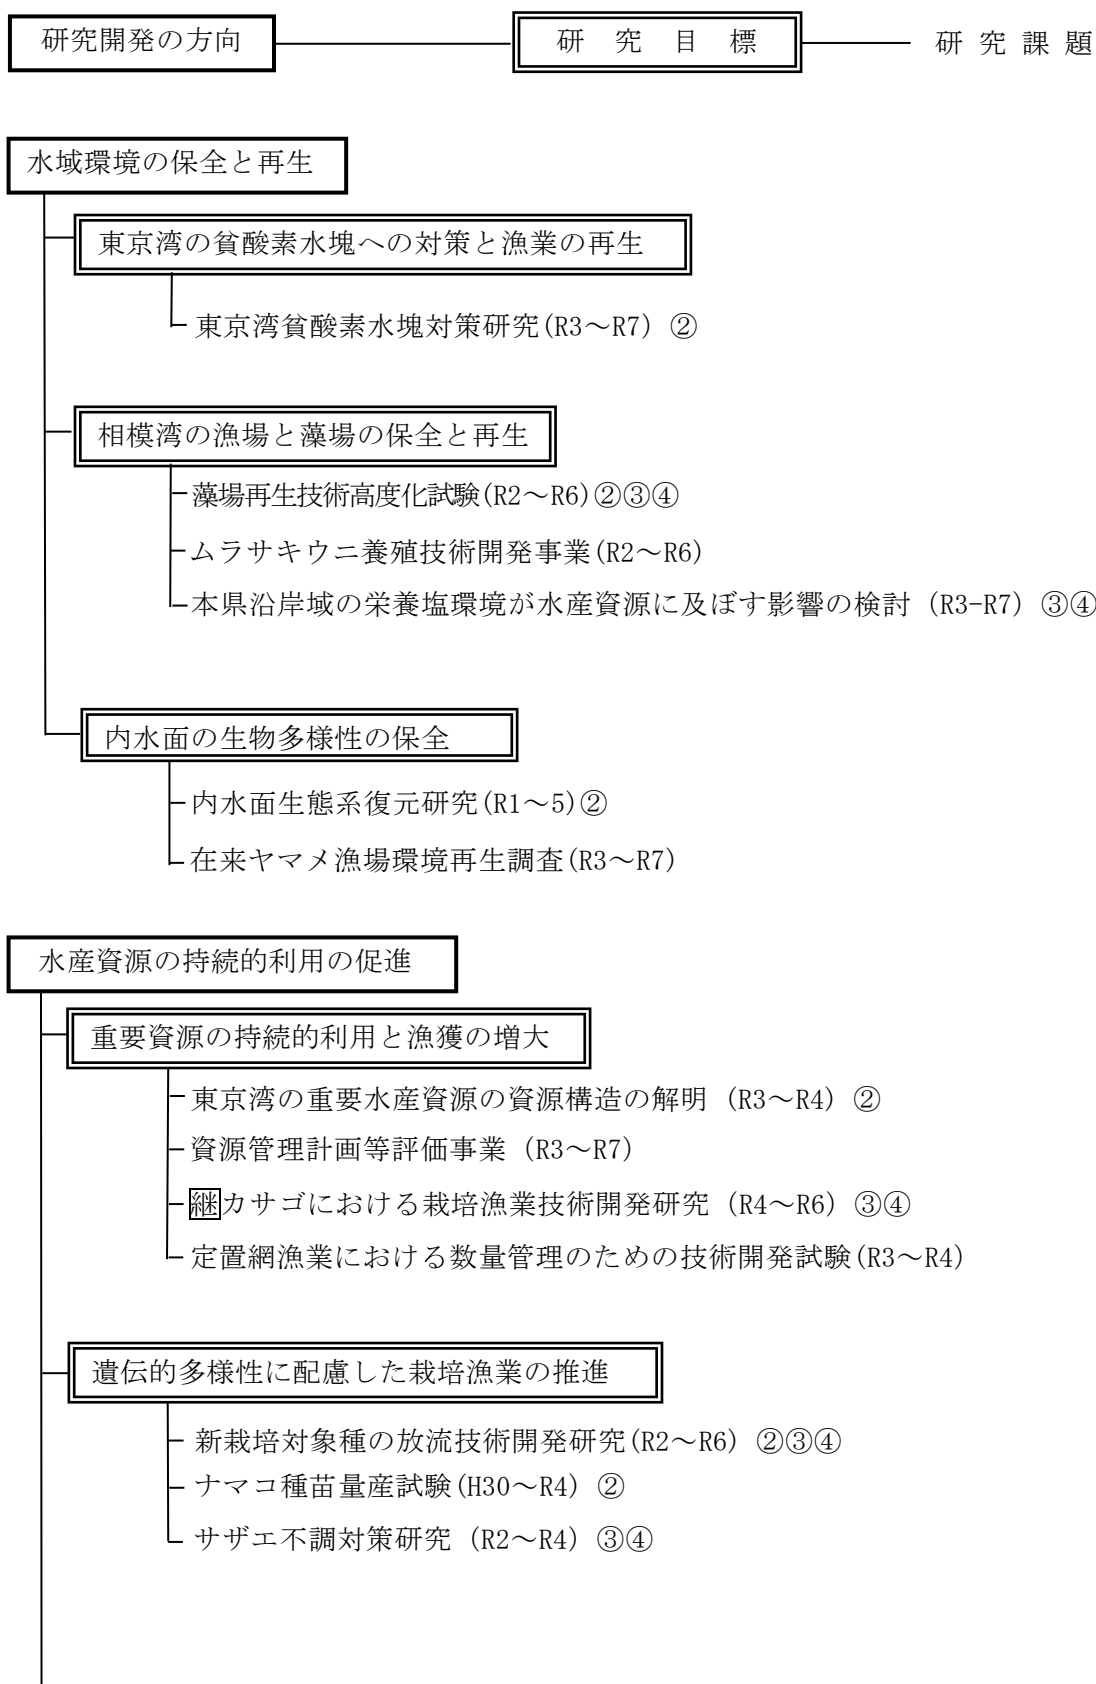 研究開発の方向 研 究 目 標 研 究 課 題
水域環境の保全と再生
東京湾の貧酸素水塊への対策と漁業の再生
東京湾貧酸素水塊対策研究(R3～R7) ②
相模湾の漁場と藻場の保全と再生
藻場再生技術高度化試験(R2～R6)②③④
ムラサキウニ養殖技術開発事業(R2～R6)
本県沿岸域の栄養塩環境が水産資源に及ぼす影響の検討 (R3-R7) ③④
内水面の生物多様性の保全
内水面生態系復元研究(R1～5)②
在来ヤマメ漁場環境再生調査(R3～R7)
水産資源の持続的利用の促進
重要資源の持続的利用と漁獲の増大
東京湾の重要水産資源の資源構造の解明 (R3～R4) ②
資源管理計画等評価事業 (R3～R7)
継カサゴにおける栽培漁業技術開発研究 (R4～R6) ③④
定置網漁業における数量管理のための技術開発試験(R3～R4)
遺伝的多様性に配慮した栽培漁業の推進
新栽培対象種の放流技術開発研究(R2～R6) ②③④
ナマコ種苗量産試験(H30～R4) ②
サザエ不調対策研究 (R2～R4) ③④